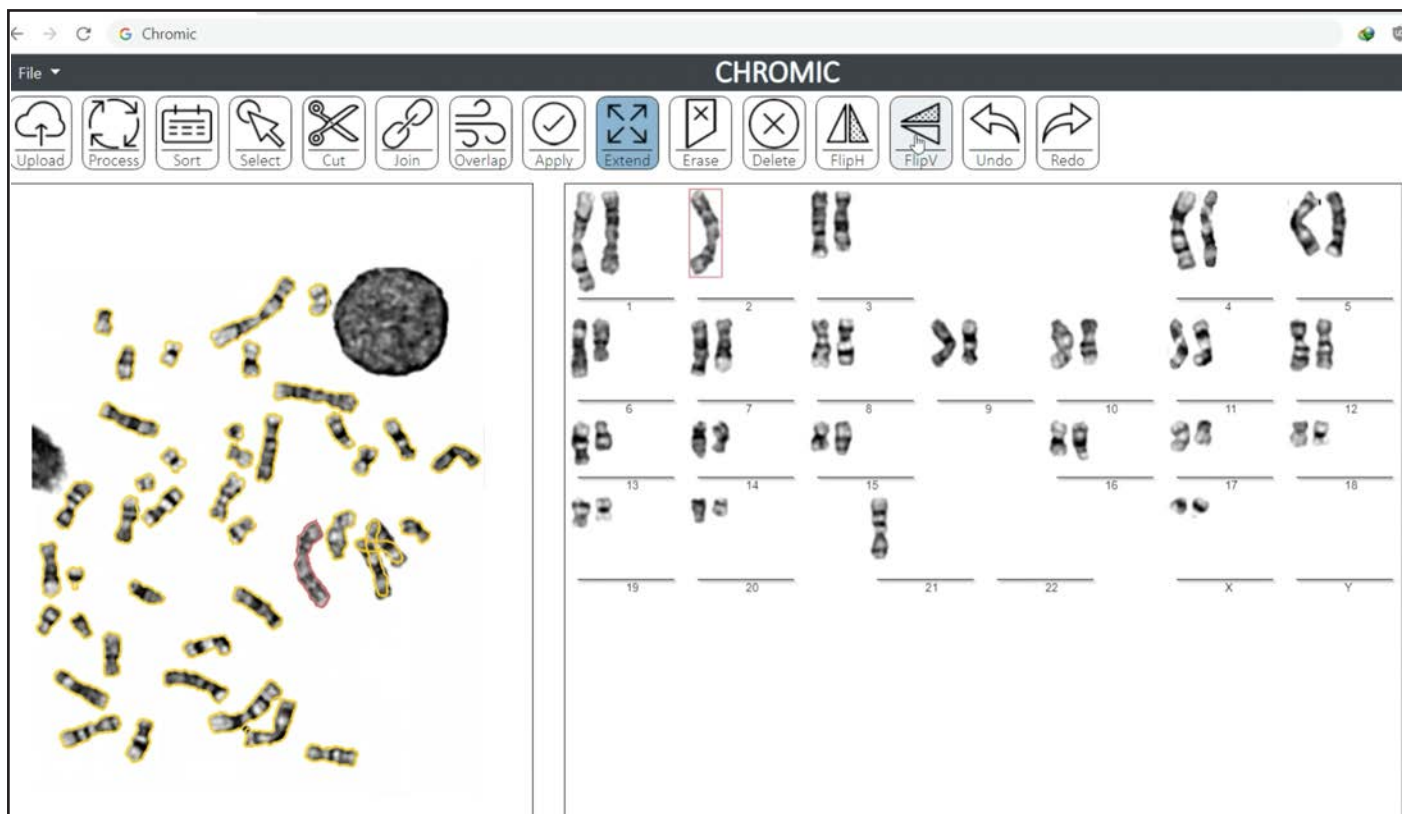 Chromic
File
CHROMIC
Upload Process Sort Select Cut Join Overlap Apply Extend Erase Delete FlipH FlipV Undo Redo
1 2 3 4 5
6 7 8 9 10 11 12
13 14 15 16 17 18
19 20 21 22 X Y